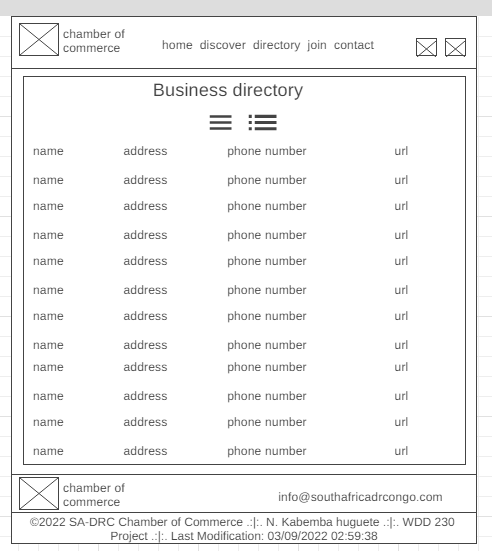 chamber of
commerce
home discover directory join contact
Business directory
name address phone number url
name address phone number url
name address phone number url
name address phone number url
name address phone number url
name address phone number url
name address phone number url
name address phone number url
name address phone number url
name address phone number url
name address phone number url
name address phone number url
chamber of
commerce
info@southafricadrcongo.com
©2022 SA-DRC Chamber of Commerce .:|:. N. Kabemba huguete .:|:. WDD 230
Project .:|:. Last Modification: 03/09/2022 02:59:38